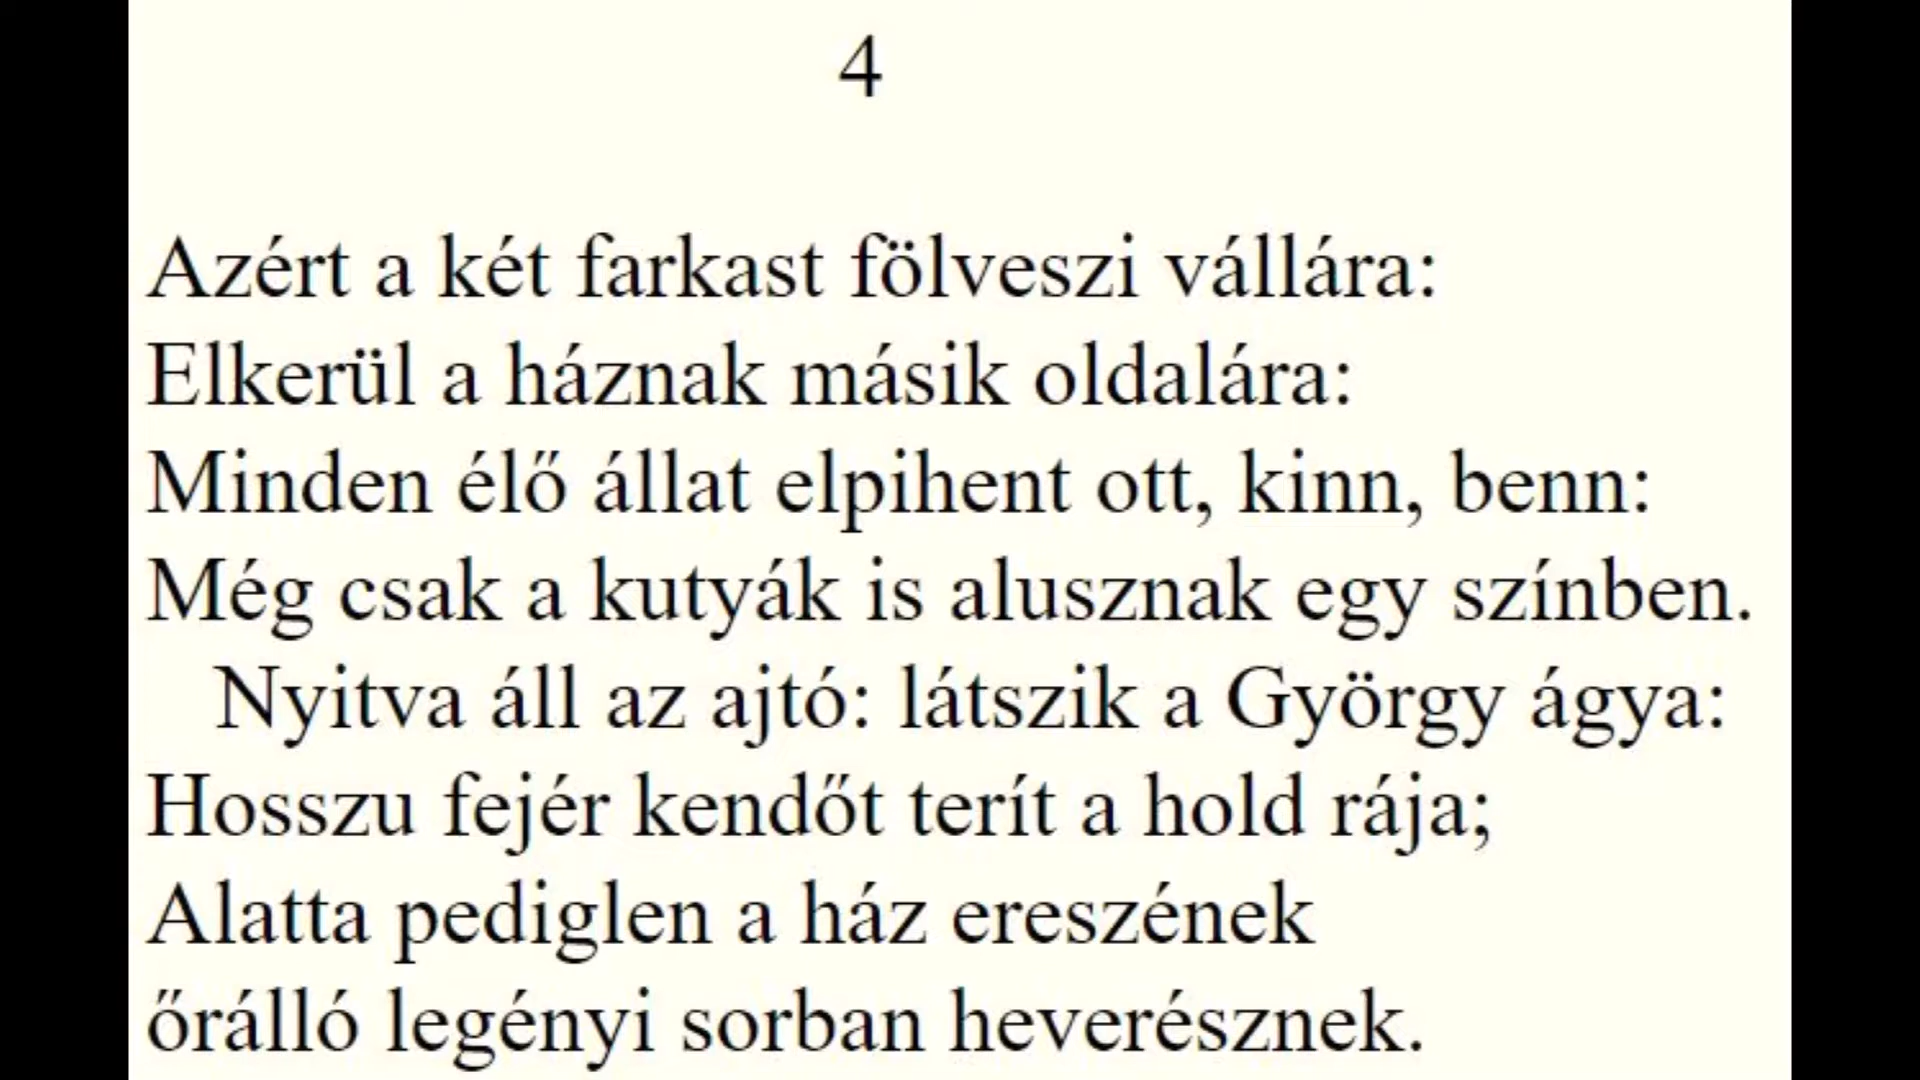 4
Azért a két farkast fölveszi vállára:
Elkerül a háznak másik oldalára:
Minden élő állat elpihent ott, kinn, benn:
Még csak a kutyák is alusznak egy színben.
Nyitva áll az ajtó: látszik a György ágya:
Hosszu fejér kendőt terít a hold rája;
Alatta pediglen a ház ereszének
őrálló legényi sorban heverésznek.